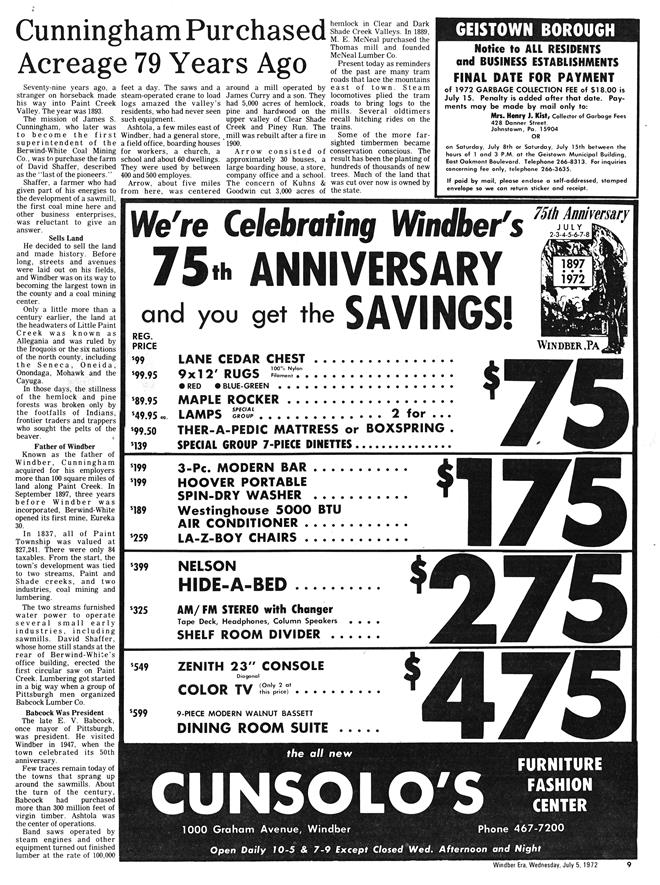 Cunningham Purchased
Acreage 79 Years Ago
Seventy-nine years ago, a
stranger on horseback made
his way into Paint Creek
Valley. The year was 1893.
The mission of James S.
Cunningham, who later was
to become the first
superintendent of the
Berwind-White Coal Mining
Co., was to purchase the farm
of David Shaffer, described
as the "last of the pioneers."
Shaffer, a farmer who had
given part of his energies to
the development of a sawmill,
the first coal mine here and
other business enterprises,
was reluctant to give an
answer.
Sells Land
He decided to sell the land
and made history. Before
long, streets and avenues
were laid out on his fields,
and Windber was on its way to
becoming the largest town in
the county and a coal mining
center.
Only a little more than a
century earlier, the land at
the headwaters of Little Paint
Creek was known as
Allegania and was ruled by
the Iroquois or the six nations
of the north county, including
the Seneca, Oneida,
Onondaga, Mohawk and the
Cayuga.
In those days, the stillness
of the hemlock and pine
forests was broken only by
the footfalls of Indians,
frontier traders and trappers
who sought the pelts of the
beaver.
Father of Windber
Known as the father of
Windber, Cunningham
acquired for his employers
more than 100 square miles of
land along Paint Creek. In
September 1897, three years
before Windber was
incorporated, Berwind-White
opened its first mine, Eureka
30.
In 1837, all of Paint
Township was valued at
$27,241. There were only 84
taxables. From the start, the
town's development was tied
to two streams, Paint and
Shade creeks, and two
industries, coal mining and
lumbering.
The two streams furnished
water power to operate
several small early
industries, including
sawmills. David Shaffer,
whose home still stands at the
rear of Berwind-White's
office building, erected the
first circular saw on Paint
Creek. Lumbering got started
in a big way when a group of
Pittsburgh men organized
Babcock Lumber Co.
Babcock Was President
The late E. V. Babcock,
once mayor of Pittsburgh,
was president. He visited
Windber in 1947, when the
town celebrated its 50th
anniversary.
Few traces remain today of
the towns that sprang up
around the sawmills. About
the turn of the century,
Babcock had purchased
more than 300 million feet of
virgin timber. Ashtola was
the center of operations.
Band saws operated by
steam engines and other
equipment turned out finished
lumber at the rate of 100,000
feet a day. The saws and a
steam-operated crane to load
logs amazed the valley's
residents, who had never seen
such equipment.
Ashtola, a few miles east of
Windber, had a general store,
a field office, boarding houses
for workers, a church, a
school and about 60 dwellings.
They were used by between
400 and 500 employes.
Arrow, about five miles
from here, was centered
around a mill operated by
James Curry and a son. They
had 5,000 acres of hemlock,
pine and hardwood on the
upper valley of Clear Shade
Creek and Piney Run. The
mill was rebuilt after a fire in
1900.
Arrow consisted of
approximately 30 houses, a
large boarding house, a store,
company office and a school.
The concern of Kuhns &
Goodwin cut 3,000 acres of
hemlock in Clear and Dark
Shade Creek Valleys. In 1889,
M. E. McNeal purchased the
Thomas mill and founded
McNeal Lumber Co.
Present today as reminders
of the past are many tram
roads that lace the mountains
east of town. Steam
locomotives plied the tram
roads to bring logs to the
mills. Several oldtimers
recall hitching rides on the
trains.
Some of the more far-
sighted timbermen became
conservation conscious. The
result has been the planting of
hundreds of thousands of new
trees. Much of the land that
was cut over now is owned by
the state.
GEISTOWN BOROUGH
Notice to ALL RESIDENTS
and BUSINESS ESTABLISHMENTS
FINAL DATE FOR PAYMENT
of 1972 GARBAGE COLLECTION FEE of $18.00 is
July 15. Penalty is added after that date. Pay-
ments may be made by mail only to:
Mrs. Henry J. Kist, Collector of Garbage Fees
428 Danner Street
Johnstown, Pa. 15904
OR
on Saturday, July 8th or Saturday, July 15th between the
hours of 1 and 3 P.M. at the Geistown Municipal Building,
East Oakmont Boulevard. Telephone 266-8313. For inquiries
concerning fee only, telephone 266-3635.
If paid by mail, please enclose a self-addressed, stamped
envelope so we can return sticker and receipt.
We're Celebrating Windber's
75th ANNIVERSARY
and you get the SAVINGS!
75th Anniversary
JULY
2-3-4-5-6-7-8
1897
1972
WINDBER, PA
REG.
PRICE
$99 LANE CEDAR CHEST
$99.95 9x12' RUGS 100% Nylon Filament
● RED ● BLUE-GREEN
$89.95 MAPLE ROCKER
$49.95 ea. LAMPS SPECIAL GROUP 2 for ...
$99.50 THER-A-PEDIC MATTRESS or BOXSPRING .
$139 SPECIAL GROUP 7-PIECE DINETTES
$75
$199 3-Pc. MODERN BAR
$199 HOOVER PORTABLE
SPIN-DRY WASHER
$189 Westinghouse 5000 BTU
AIR CONDITIONER
$259 LA-Z-BOY CHAIRS
$175
$399 NELSON
HIDE-A-BED
$325 AM/FM STEREO with Changer
Tape Deck, Headphones, Column Speakers
SHELF ROOM DIVIDER
$275
$549 ZENITH 23" CONSOLE
Diagonal
COLOR TV (Only 2 at this price)
$599 9-PIECE MODERN WALNUT BASSETT
DINING ROOM SUITE
$475
the all new
CUNSOLO'S
FURNITURE
FASHION
CENTER
1000 Graham Avenue, Windber Phone 467-7200
Open Daily 10-5 & 7-9 Except Closed Wed. Afternoon and Night
Windber Era, Wednesday, July 5, 1972 9